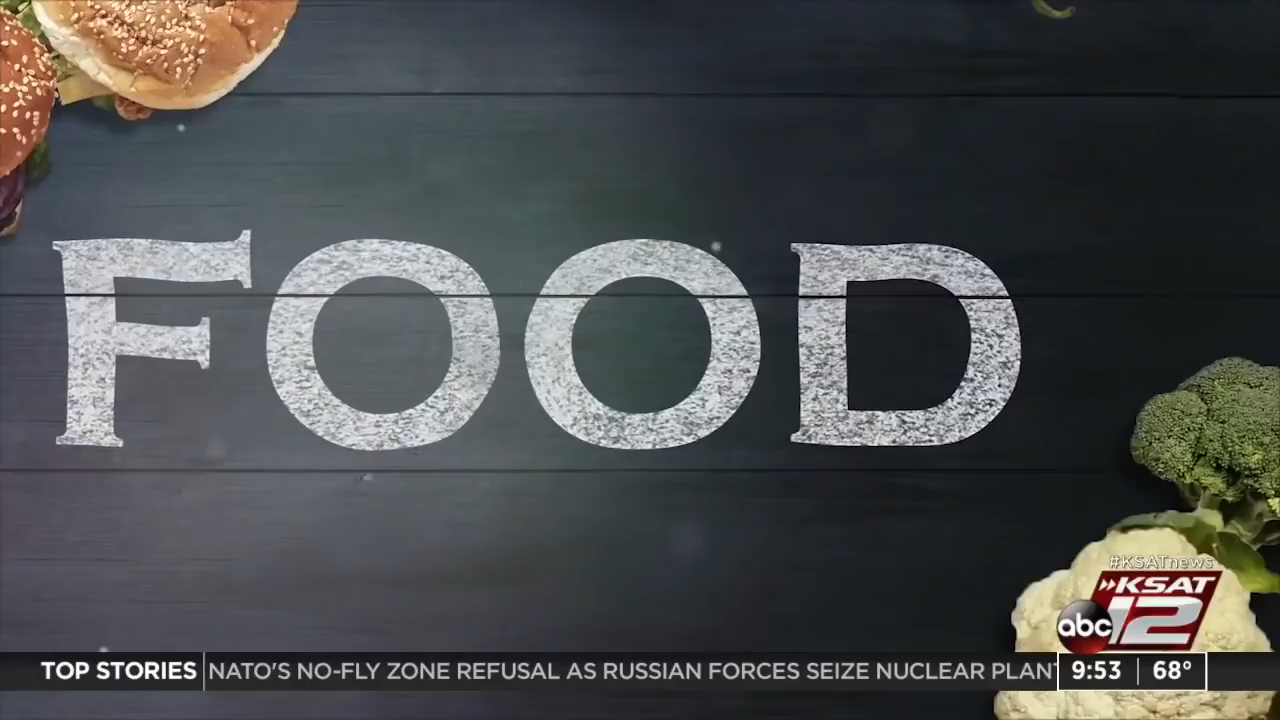 FOOD
#KSATnews
KSAT
abc 12
TOP STORIES NATO'S NO-FLY ZONE REFUSAL AS RUSSIAN FORCES SEIZE NUCLEAR PLAN 9:53 68°